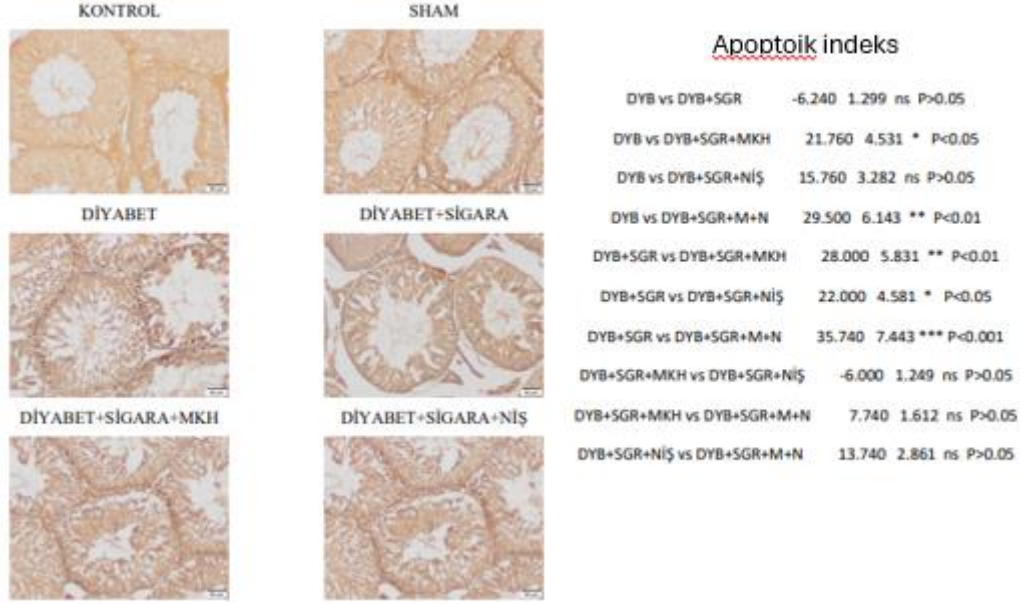 KONTROL
SHAM
DİYABET
DİYABET+SİGARA
DİYABET+SİGARA+MKH
DİYABET+SİGARA+NİŞ
Apoptoik indeks
DYB vs DYB+SGR -6.240 1.299 ns P>0.05
DYB vs DYB+SGR+MKH 21.760 4.531 * P<0.05
DYB vs DYB+SGR+NİŞ 15.760 3.282 ns P>0.05
DYB vs DYB+SGR+M+N 29.500 6.143 ** P<0.01
DYB+SGR vs DYB+SGR+MKH 28.000 5.831 ** P<0.01
DYB+SGR vs DYB+SGR+NİŞ 22.000 4.581 * P<0.05
DYB+SGR vs DYB+SGR+M+N 35.740 7.443 *** P<0.001
DYB+SGR+MKH vs DYB+SGR+NİŞ -6.000 1.249 ns P>0.05
DYB+SGR+MKH vs DYB+SGR+M+N 7.740 1.612 ns P>0.05
DYB+SGR+NİŞ vs DYB+SGR+M+N 13.740 2.861 ns P>0.05